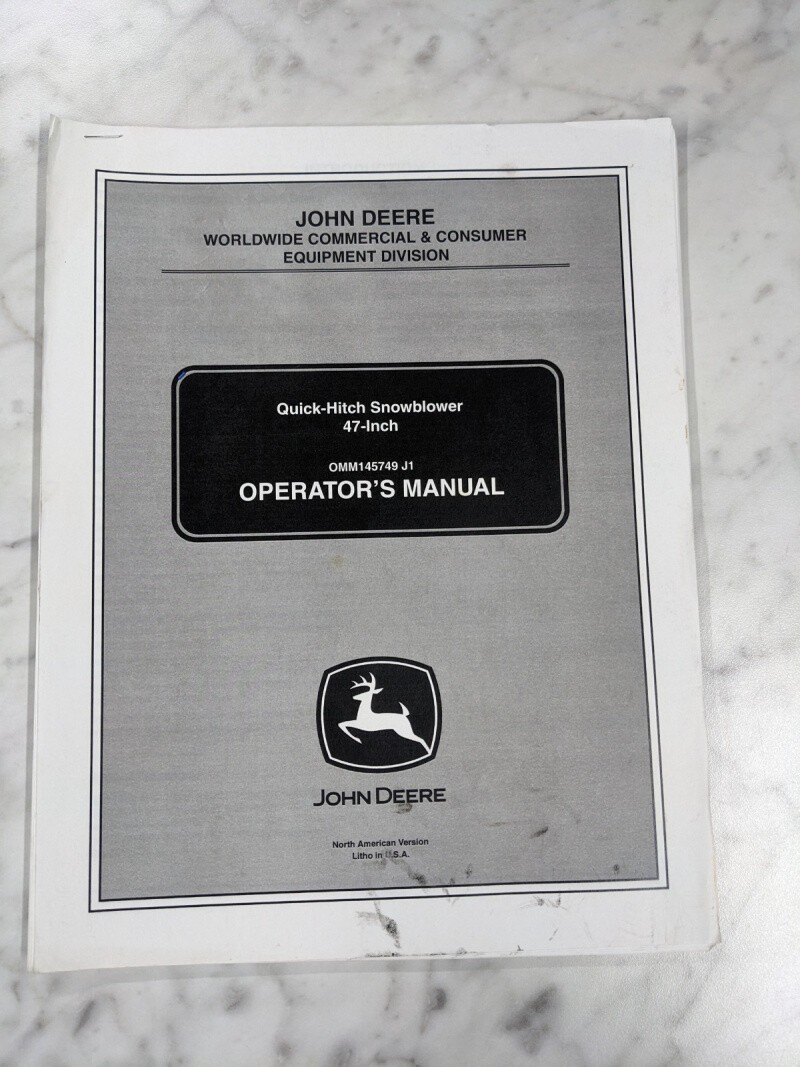 JOHN DEERE
WORLDWIDE COMMERCIAL & CONSUMER
EQUIPMENT DIVISION
Quick-Hitch Snowblower
47-Inch
OMM145749 J1
OPERATOR'S MANUAL
JOHN DEERE
North American Version
Litho in U.S.A.